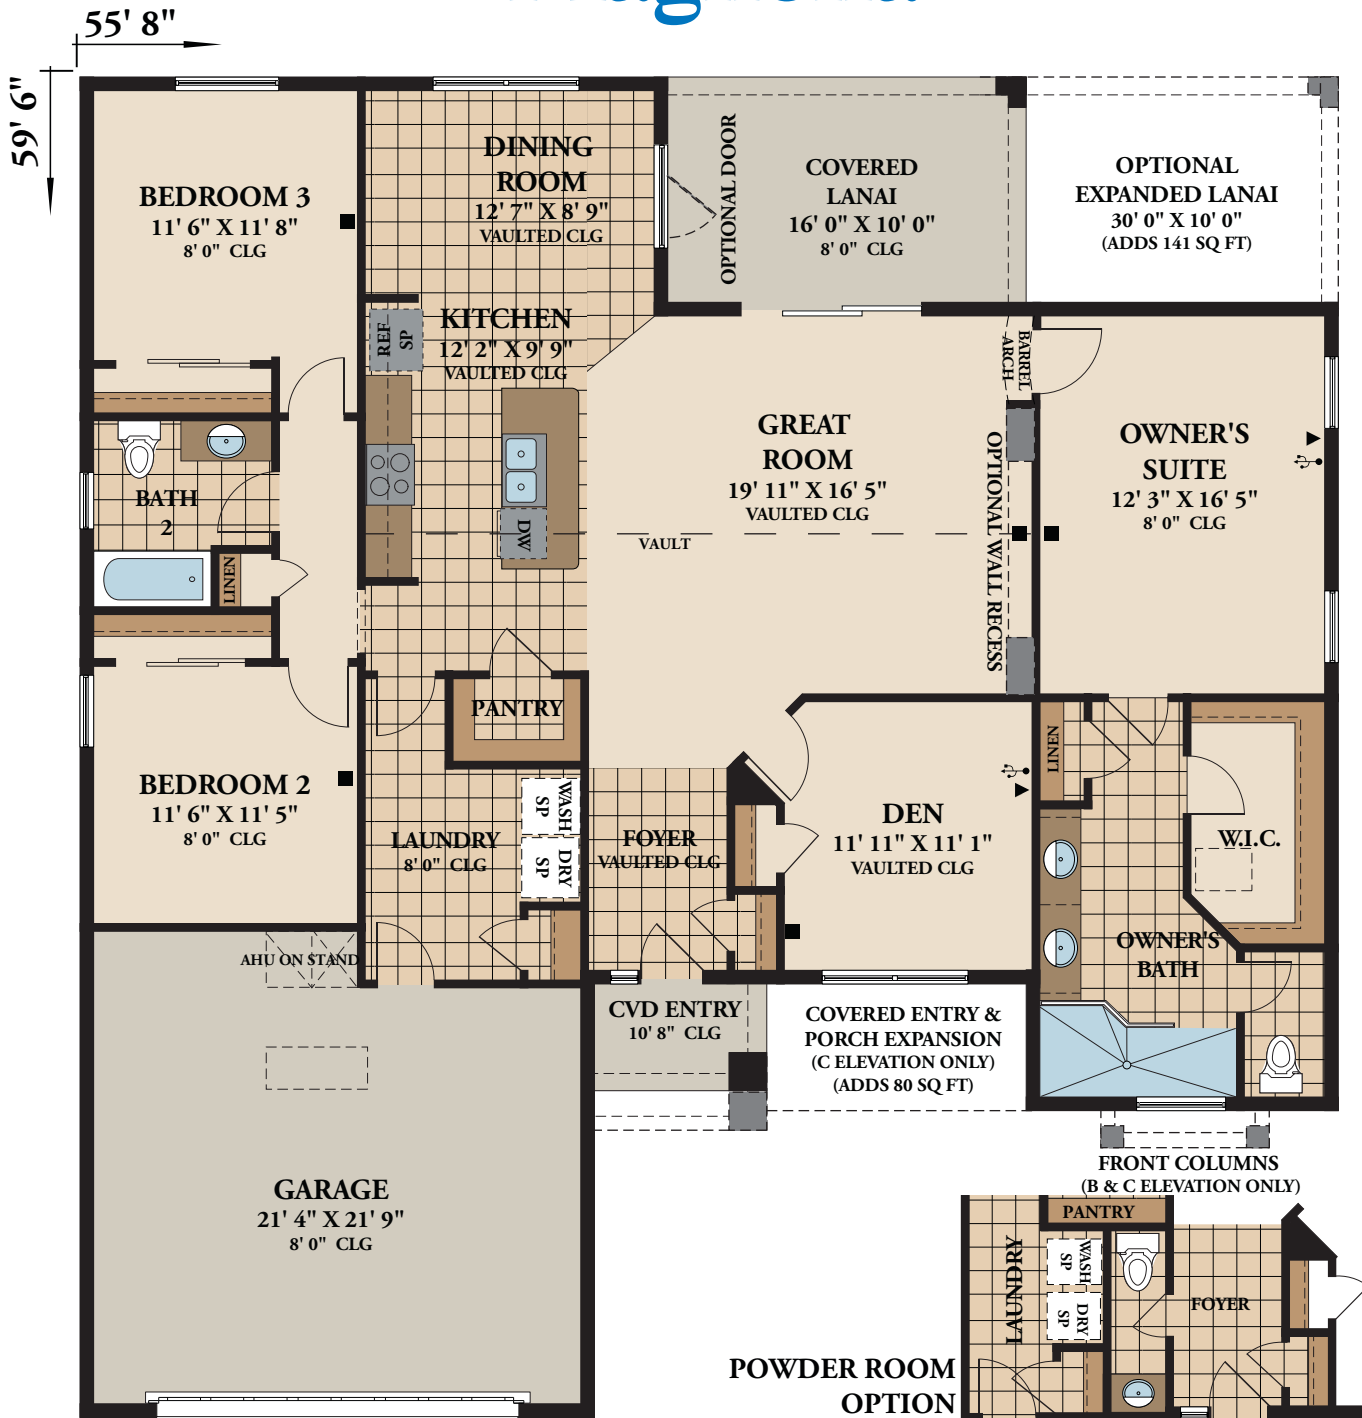 55' 8"
59' 6"
BEDROOM 3
11' 6" X 11' 8"
8' 0" CLG
DINING
ROOM
12' 7" X 8' 9"
VAULTED CLG
OPTIONAL DOOR
COVERED
LANAI
16' 0" X 10' 0"
8' 0" CLG
OPTIONAL
EXPANDED LANAI
30' 0" X 10' 0"
(ADDS 141 SQ FT)
REF
SP
KITCHEN
12' 2" X 9' 9"
VAULTED CLG
BARREL
ARCH
GREAT
ROOM
19' 11" X 16' 5"
VAULTED CLG
VAULT
OPTIONAL WALL RECESS
OWNER'S
SUITE
12' 3" X 16' 5"
8' 0" CLG
BATH
2
LINEN
DW
PANTRY
BEDROOM 2
11' 6" X 11' 5"
8' 0" CLG
LAUNDRY
8' 0" CLG
WASH
SP
DRY
SP
FOYER
VAULTED CLG
DEN
11' 11" X 11' 1"
VAULTED CLG
LINEN
W.I.C.
OWNER'S
BATH
AHU ON STAND
CVD ENTRY
10' 8" CLG
COVERED ENTRY &
PORCH EXPANSION
(C ELEVATION ONLY)
(ADDS 80 SQ FT)
GARAGE
21' 4" X 21' 9"
8' 0" CLG
FRONT COLUMNS
(B & C ELEVATION ONLY)
PANTRY
LAUNDRY
WASH
SP
DRY
SP
FOYER
POWDER ROOM
OPTION